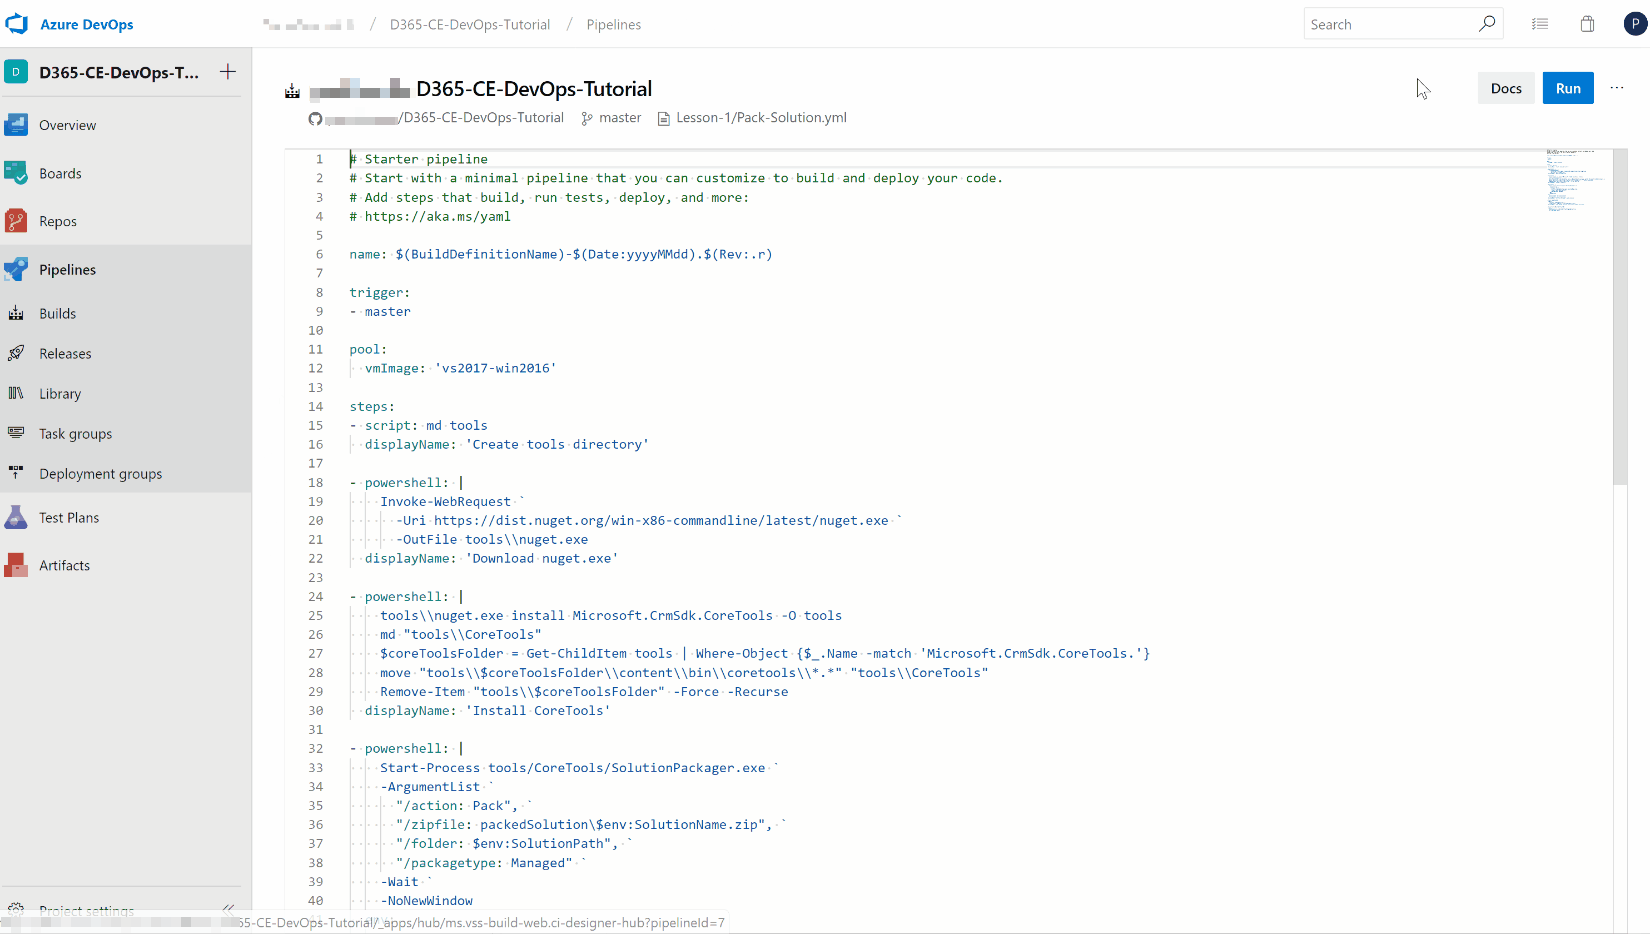 Azure DevOps
/ D365-CE-DevOps-Tutorial / Pipelines
Search
P
D D365-CE-DevOps-T... +
Overview
Boards
Repos
Pipelines
Builds
Releases
Library
Task groups
Deployment groups
Test Plans
Artifacts
Project settings
D365-CE-DevOps-Tutorial
Docs
Run
/D365-CE-DevOps-Tutorial master Lesson-1/Pack-Solution.yml
1 # Starter pipeline
2 # Start with a minimal pipeline that you can customize to build and deploy your code.
3 # Add steps that build, run tests, deploy, and more:
4 # https://aka.ms/yaml
5
6 name: $(BuildDefinitionName)-$(Date:yyyyMMdd).$(Rev:.r)
7
8 trigger:
9 - master
10
11 pool:
12   vmImage: 'vs2017-win2016'
13
14 steps:
15 - script: md tools
16   displayName: 'Create tools directory'
17
18 - powershell: |
19     Invoke-WebRequest `
20       -Uri https://dist.nuget.org/win-x86-commandline/latest/nuget.exe `
21       -OutFile tools\\nuget.exe
22   displayName: 'Download nuget.exe'
23
24 - powershell: |
25     tools\\nuget.exe install Microsoft.CrmSdk.CoreTools -O tools
26     md "tools\\CoreTools"
27     $coreToolsFolder = Get-ChildItem tools | Where-Object {$_.Name -match 'Microsoft.CrmSdk.CoreTools.'}
28     move "tools\\$coreToolsFolder\\content\\bin\\coretools\\*.*" "tools\\CoreTools"
29     Remove-Item "tools\\$coreToolsFolder" -Force -Recurse
30   displayName: 'Install CoreTools'
31
32 - powershell: |
33     Start-Process tools/CoreTools/SolutionPackager.exe `
34     -ArgumentList `
35       "/action: Pack", `
36       "/zipfile: packedSolution\$env:SolutionName.zip", `
37       "/folder: $env:SolutionPath", `
38       "/packagetype: Managed" `
39     -Wait `
40     -NoNewWindow
65-CE-DevOps-Tutorial/_apps/hub/ms.vss-build-web.ci-designer-hub?pipelineId=7